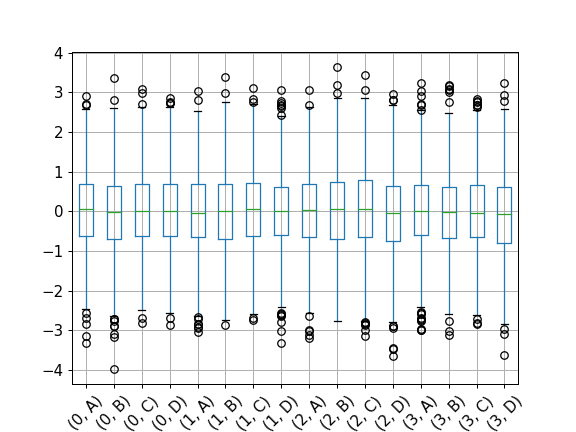 4
3
2
1
0
−1
−2
−3
−4
(0, A)
(0, B)
(0, C)
(0, D)
(1, A)
(1, B)
(1, C)
(1, D)
(2, A)
(2, B)
(2, C)
(2, D)
(3, A)
(3, B)
(3, C)
(3, D)